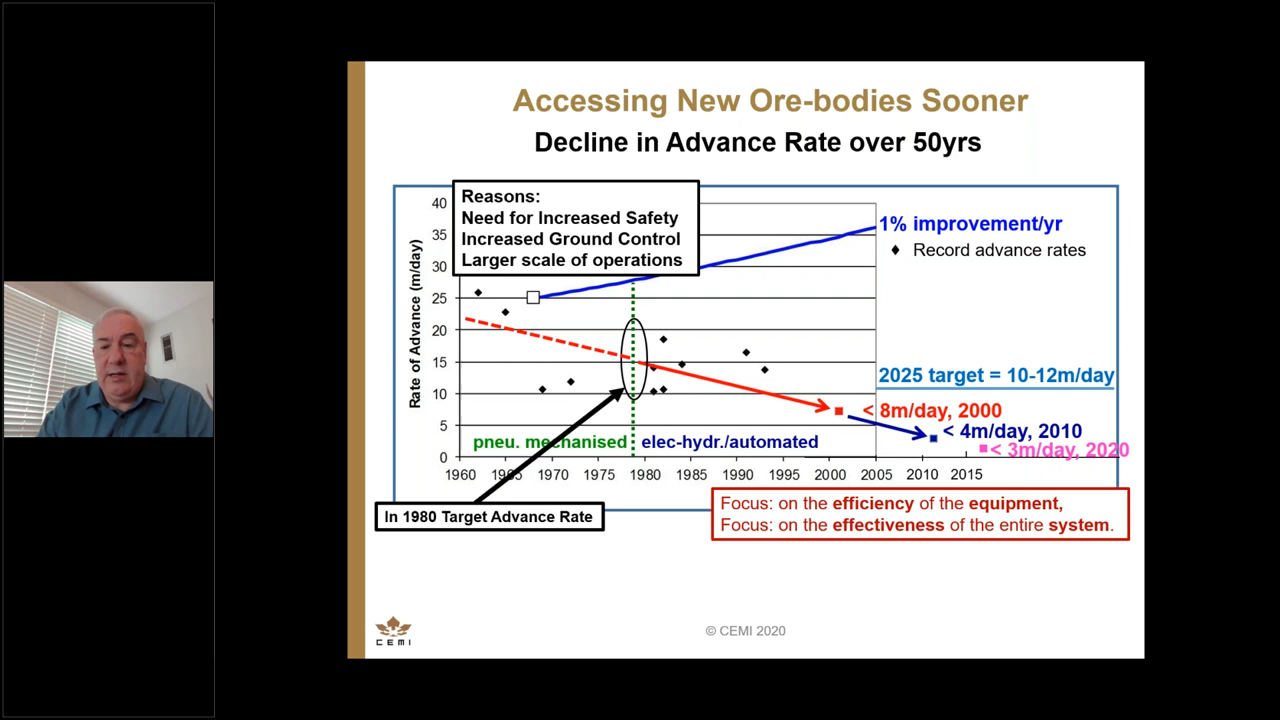 Accessing New Ore-bodies Sooner
Decline in Advance Rate over 50yrs
Reasons:
Need for Increased Safety
Increased Ground Control
Larger scale of operations
1% improvement/yr
Record advance rates
Rate of Advance (m/day)
40
35
30
25
20
15
10
5
0
2025 target = 10-12m/day
< 8m/day, 2000
< 4m/day, 2010
< 3m/day, 2020
pneu. mechanised
elec-hydr./automated
1960 1965 1970 1975 1980 1985 1990 1995 2000 2005 2010 2015
In 1980 Target Advance Rate
Focus: on the efficiency of the equipment,
Focus: on the effectiveness of the entire system.
CEMI
© CEMI 2020